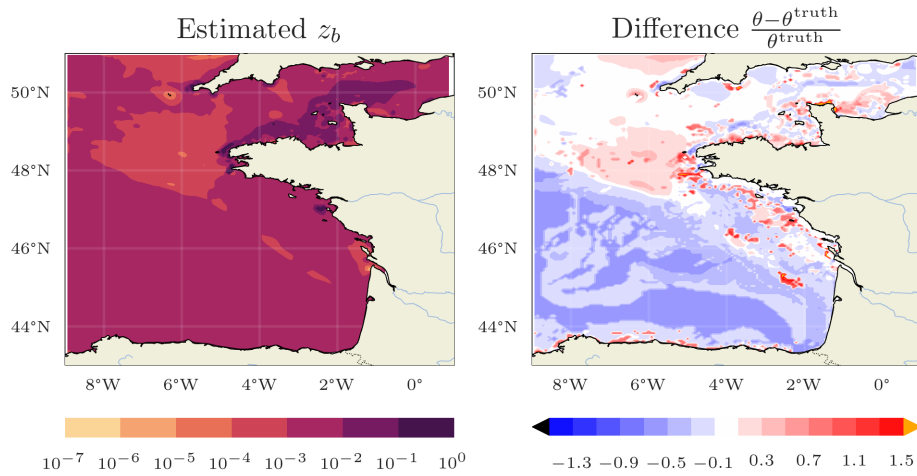 Estimated z_b
Difference (θ−θ^truth)/θ^truth
50°N
48°N
46°N
44°N
8°W 6°W 4°W 2°W 0°
50°N
48°N
46°N
44°N
8°W 6°W 4°W 2°W 0°
10^−7 10^−6 10^−5 10^−4 10^−3 10^−2 10^−1 10^0
−1.3 −0.9 −0.5 −0.1 0.3 0.7 1.1 1.5